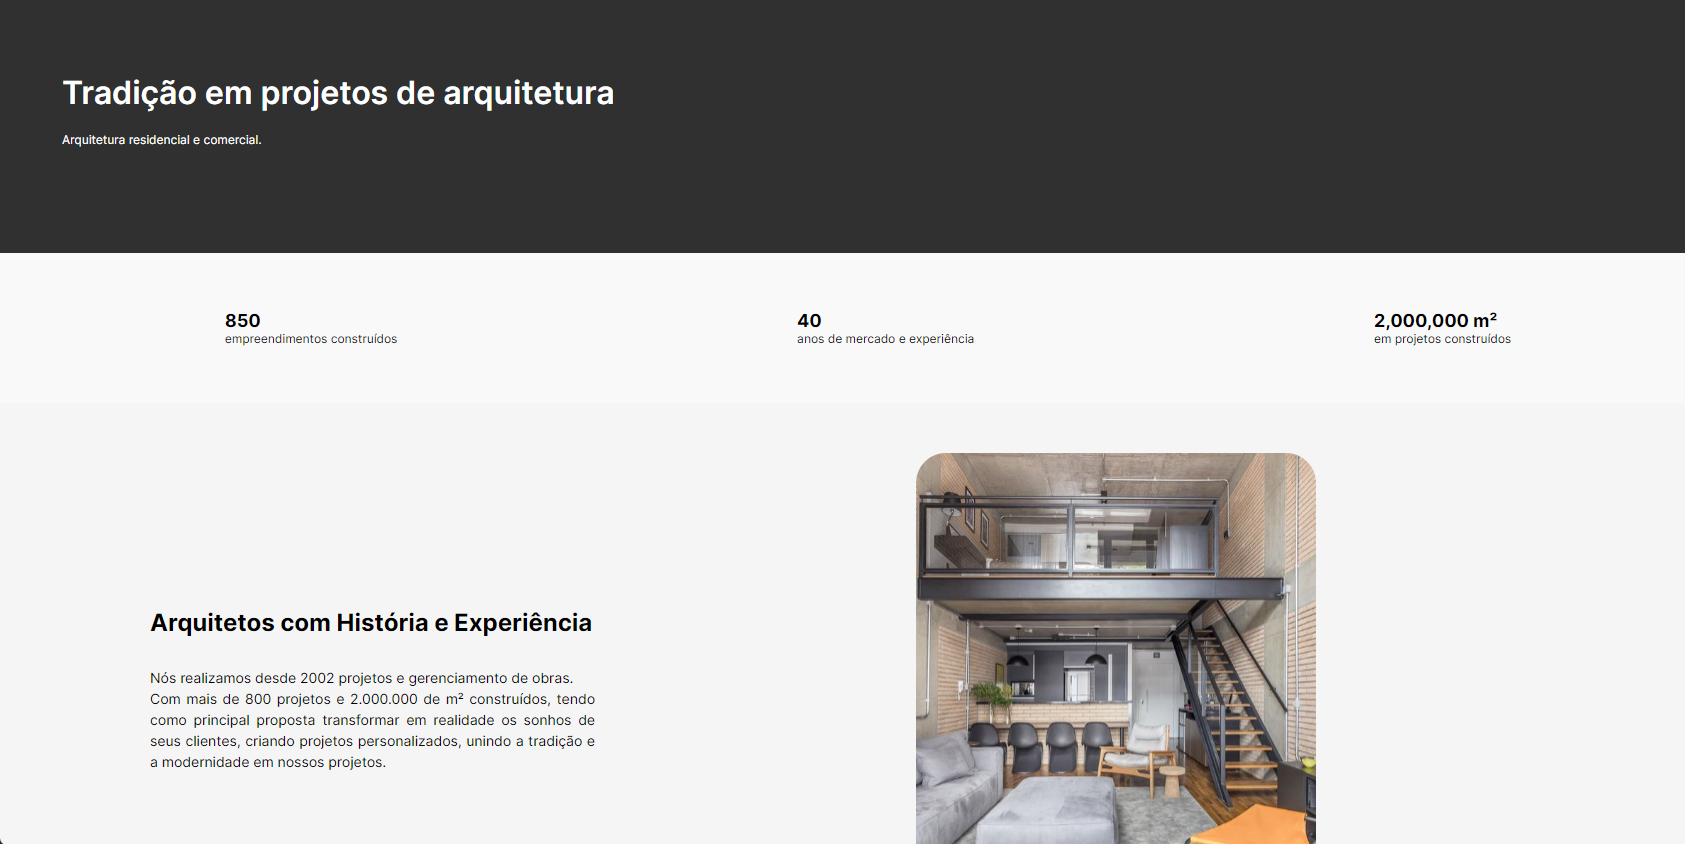 Tradição em projetos de arquitetura
Arquitetura residencial e comercial.
850
empreendimentos construídos
40
anos de mercado e experiência
2,000,000 m²
em projetos construídos
Arquitetos com História e Experiência
Nós realizamos desde 2002 projetos e gerenciamento de obras.
Com mais de 800 projetos e 2.000.000 de m² construídos, tendo
como principal proposta transformar em realidade os sonhos de
seus clientes, criando projetos personalizados, unindo a tradição e
a modernidade em nossos projetos.